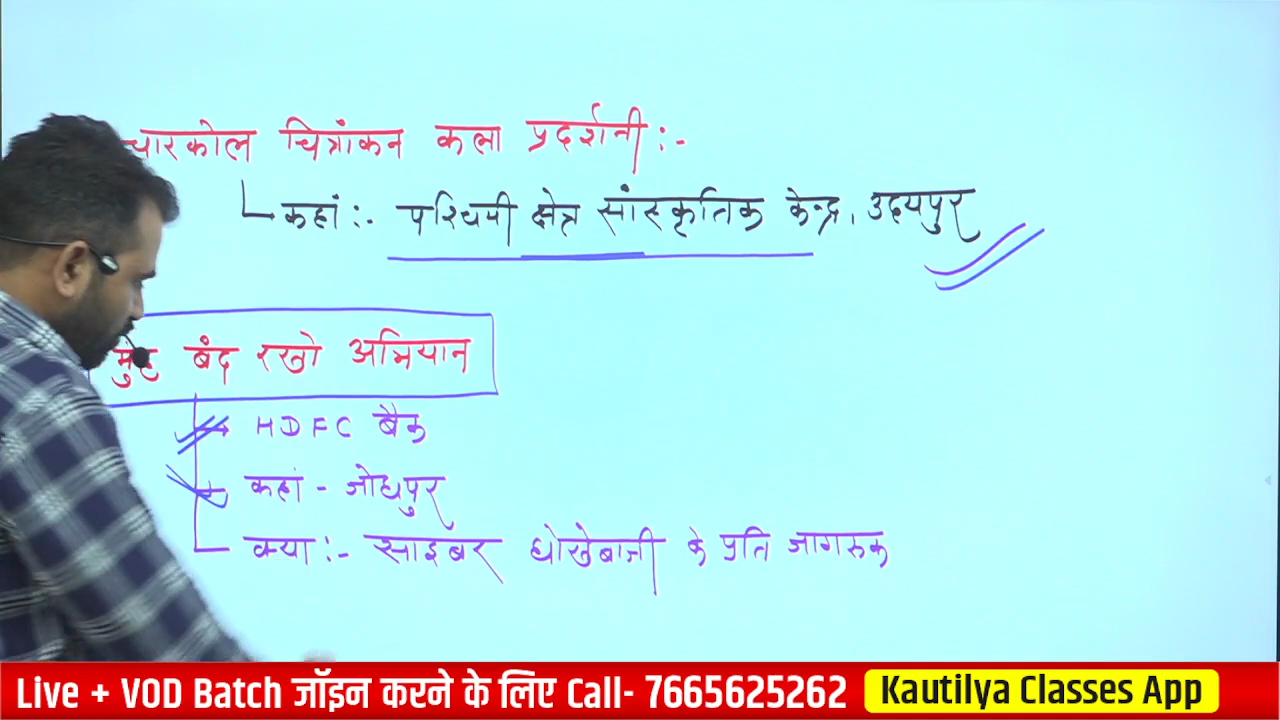 चारकोल चित्रांकन कला प्रदर्शनी :-
कहां :- पश्चिमी क्षेत्र सांस्कृतिक केन्द्र, उदयपुर
मुंह बंद रखो अभियान
HDFC बैंक
कहां - जोधपुर
क्या :- साइबर धोखेबाजी के प्रति जागरूक
Live + VOD Batch जॉइन करने के लिए Call- 7665625262 Kautilya Classes App